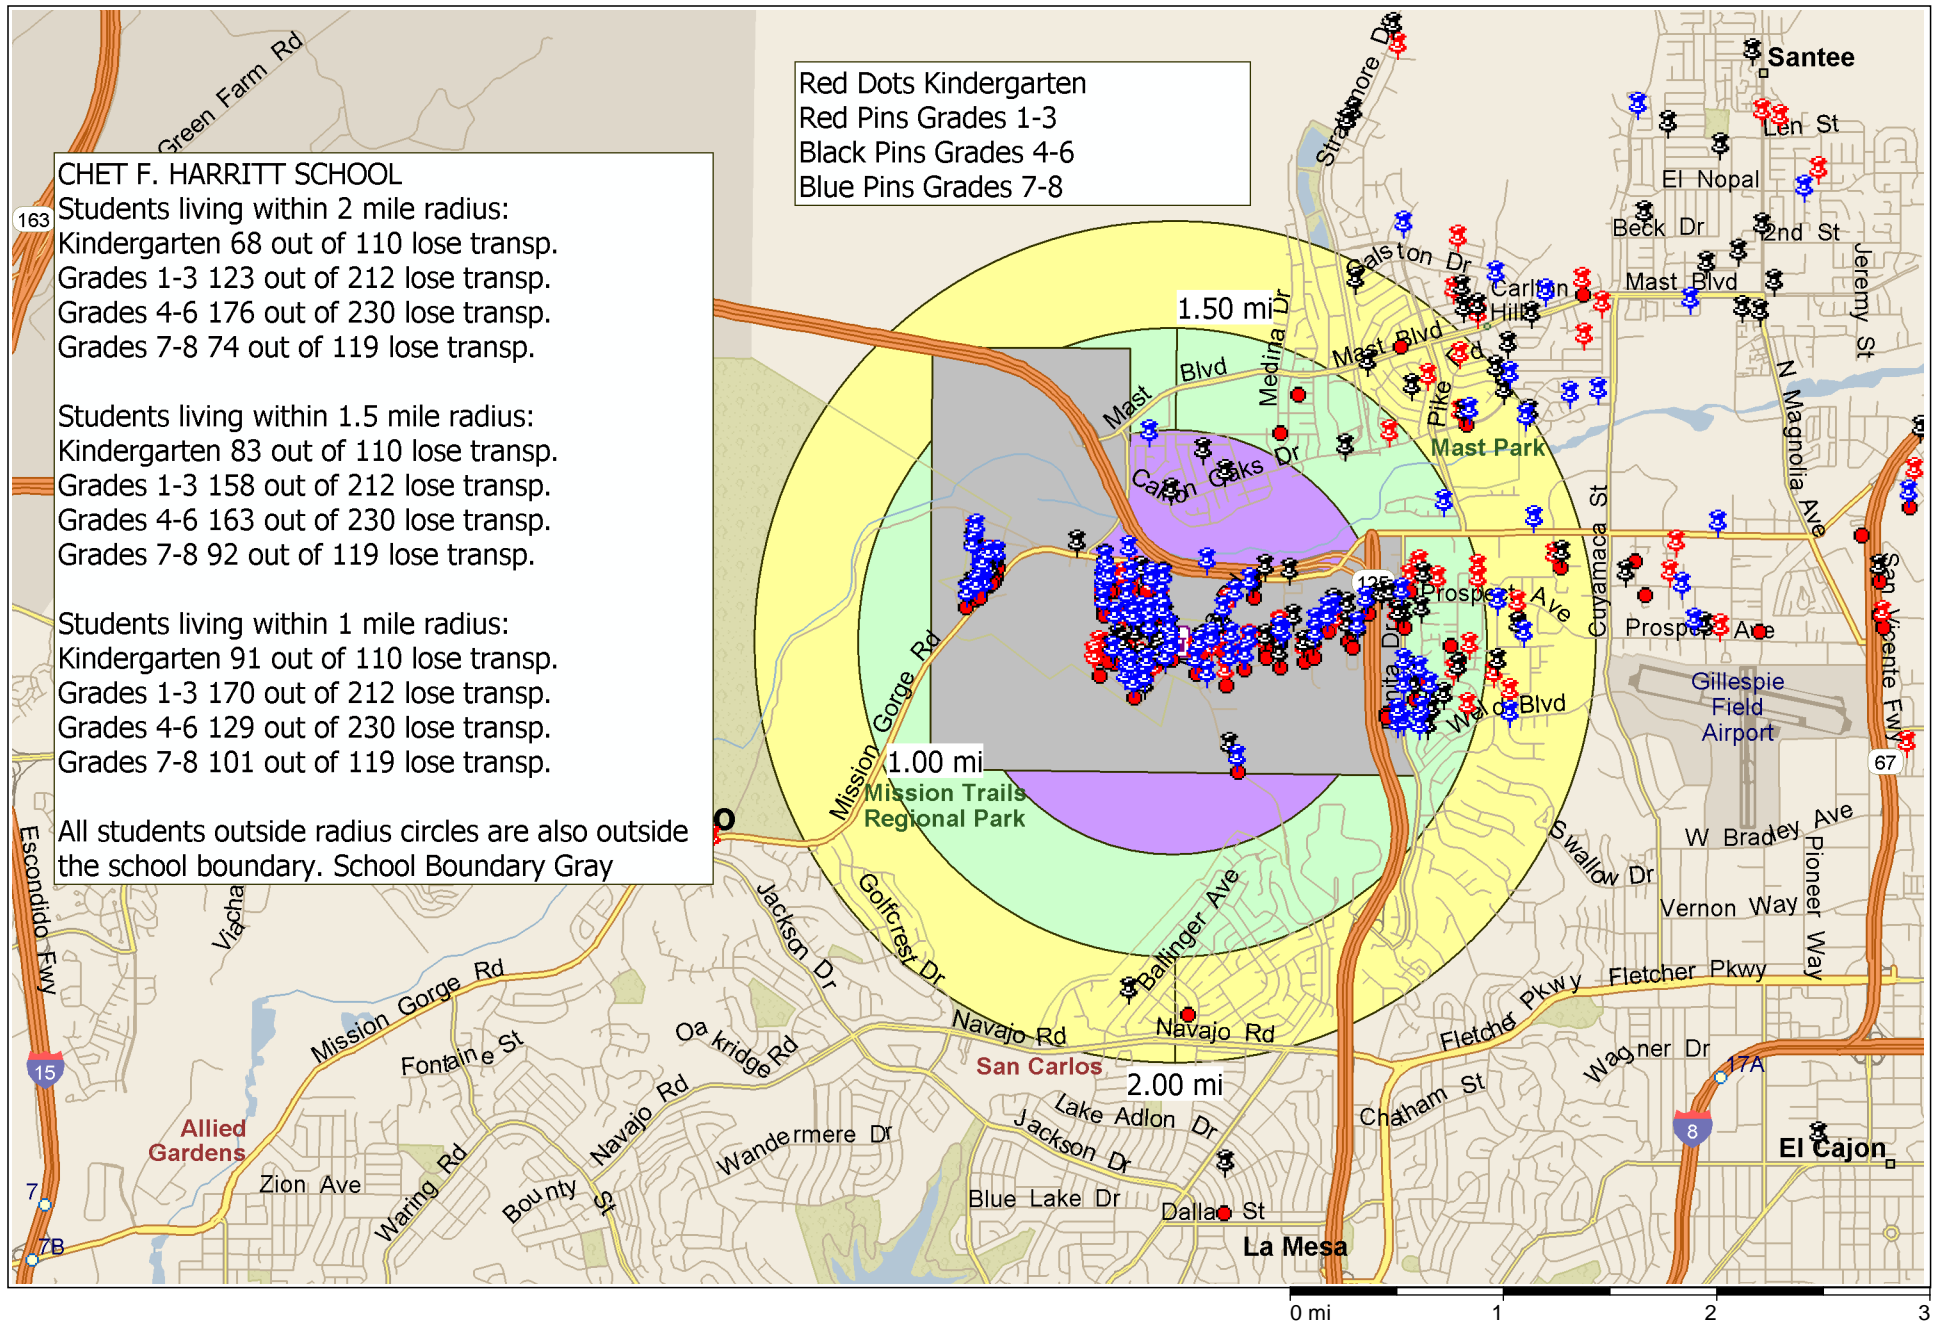 Green Farm Rd
163
CHET F. HARRITT SCHOOL
Students living within 2 mile radius:
Kindergarten 68 out of 110 lose transp.
Grades 1-3 123 out of 212 lose transp.
Grades 4-6 176 out of 230 lose transp.
Grades 7-8 74 out of 119 lose transp.
Students living within 1.5 mile radius:
Kindergarten 83 out of 110 lose transp.
Grades 1-3 158 out of 212 lose transp.
Grades 4-6 163 out of 230 lose transp.
Grades 7-8 92 out of 119 lose transp.
Students living within 1 mile radius:
Kindergarten 91 out of 110 lose transp.
Grades 1-3 170 out of 212 lose transp.
Grades 4-6 129 out of 230 lose transp.
Grades 7-8 101 out of 119 lose transp.
All students outside radius circles are also outside
the school boundary. School Boundary Gray
Red Dots Kindergarten
Red Pins Grades 1-3
Black Pins Grades 4-6
Blue Pins Grades 7-8
Santee
Len St
El Nopal
Beck Dr
2nd St
Jeremy St
Mast Blvd
Galston Dr
Carlton
Hills
1.50 mi
Medina Dr
Mast Blvd
Mast Blvd
Pike Rd
Mast Park
N Magnolia Ave
Carlton Oaks Dr
Cuyamaca St
Prospect Ave
Prospect Ave
San Vicente Fwy
Gillespie
Field
Airport
67
Blvd
Mission Gorge Rd
1.00 mi
Mission Trails
Regional Park
o
W Bradley Ave
Pioneer Way
Swallow Dr
Vernon Way
Fletcher Pkwy
Fletcher Pkwy
Escondido Fwy
Jackson Dr
Golfcrest Dr
Ballinger Ave
Navajo Rd
Navajo Rd
San Carlos
2.00 mi
Mission Gorge Rd
Fontaine St
Oakridge Rd
Navajo Rd
Wandermere Dr
Lake Adlon Dr
Jackson Dr
Chatham St
Wagner Dr
17A
8
El Cajon
15
Allied
Gardens
Zion Ave
Waring Rd
Bounty St
Blue Lake Dr
Dallas St
La Mesa
7
7B
0 mi 1 2 3